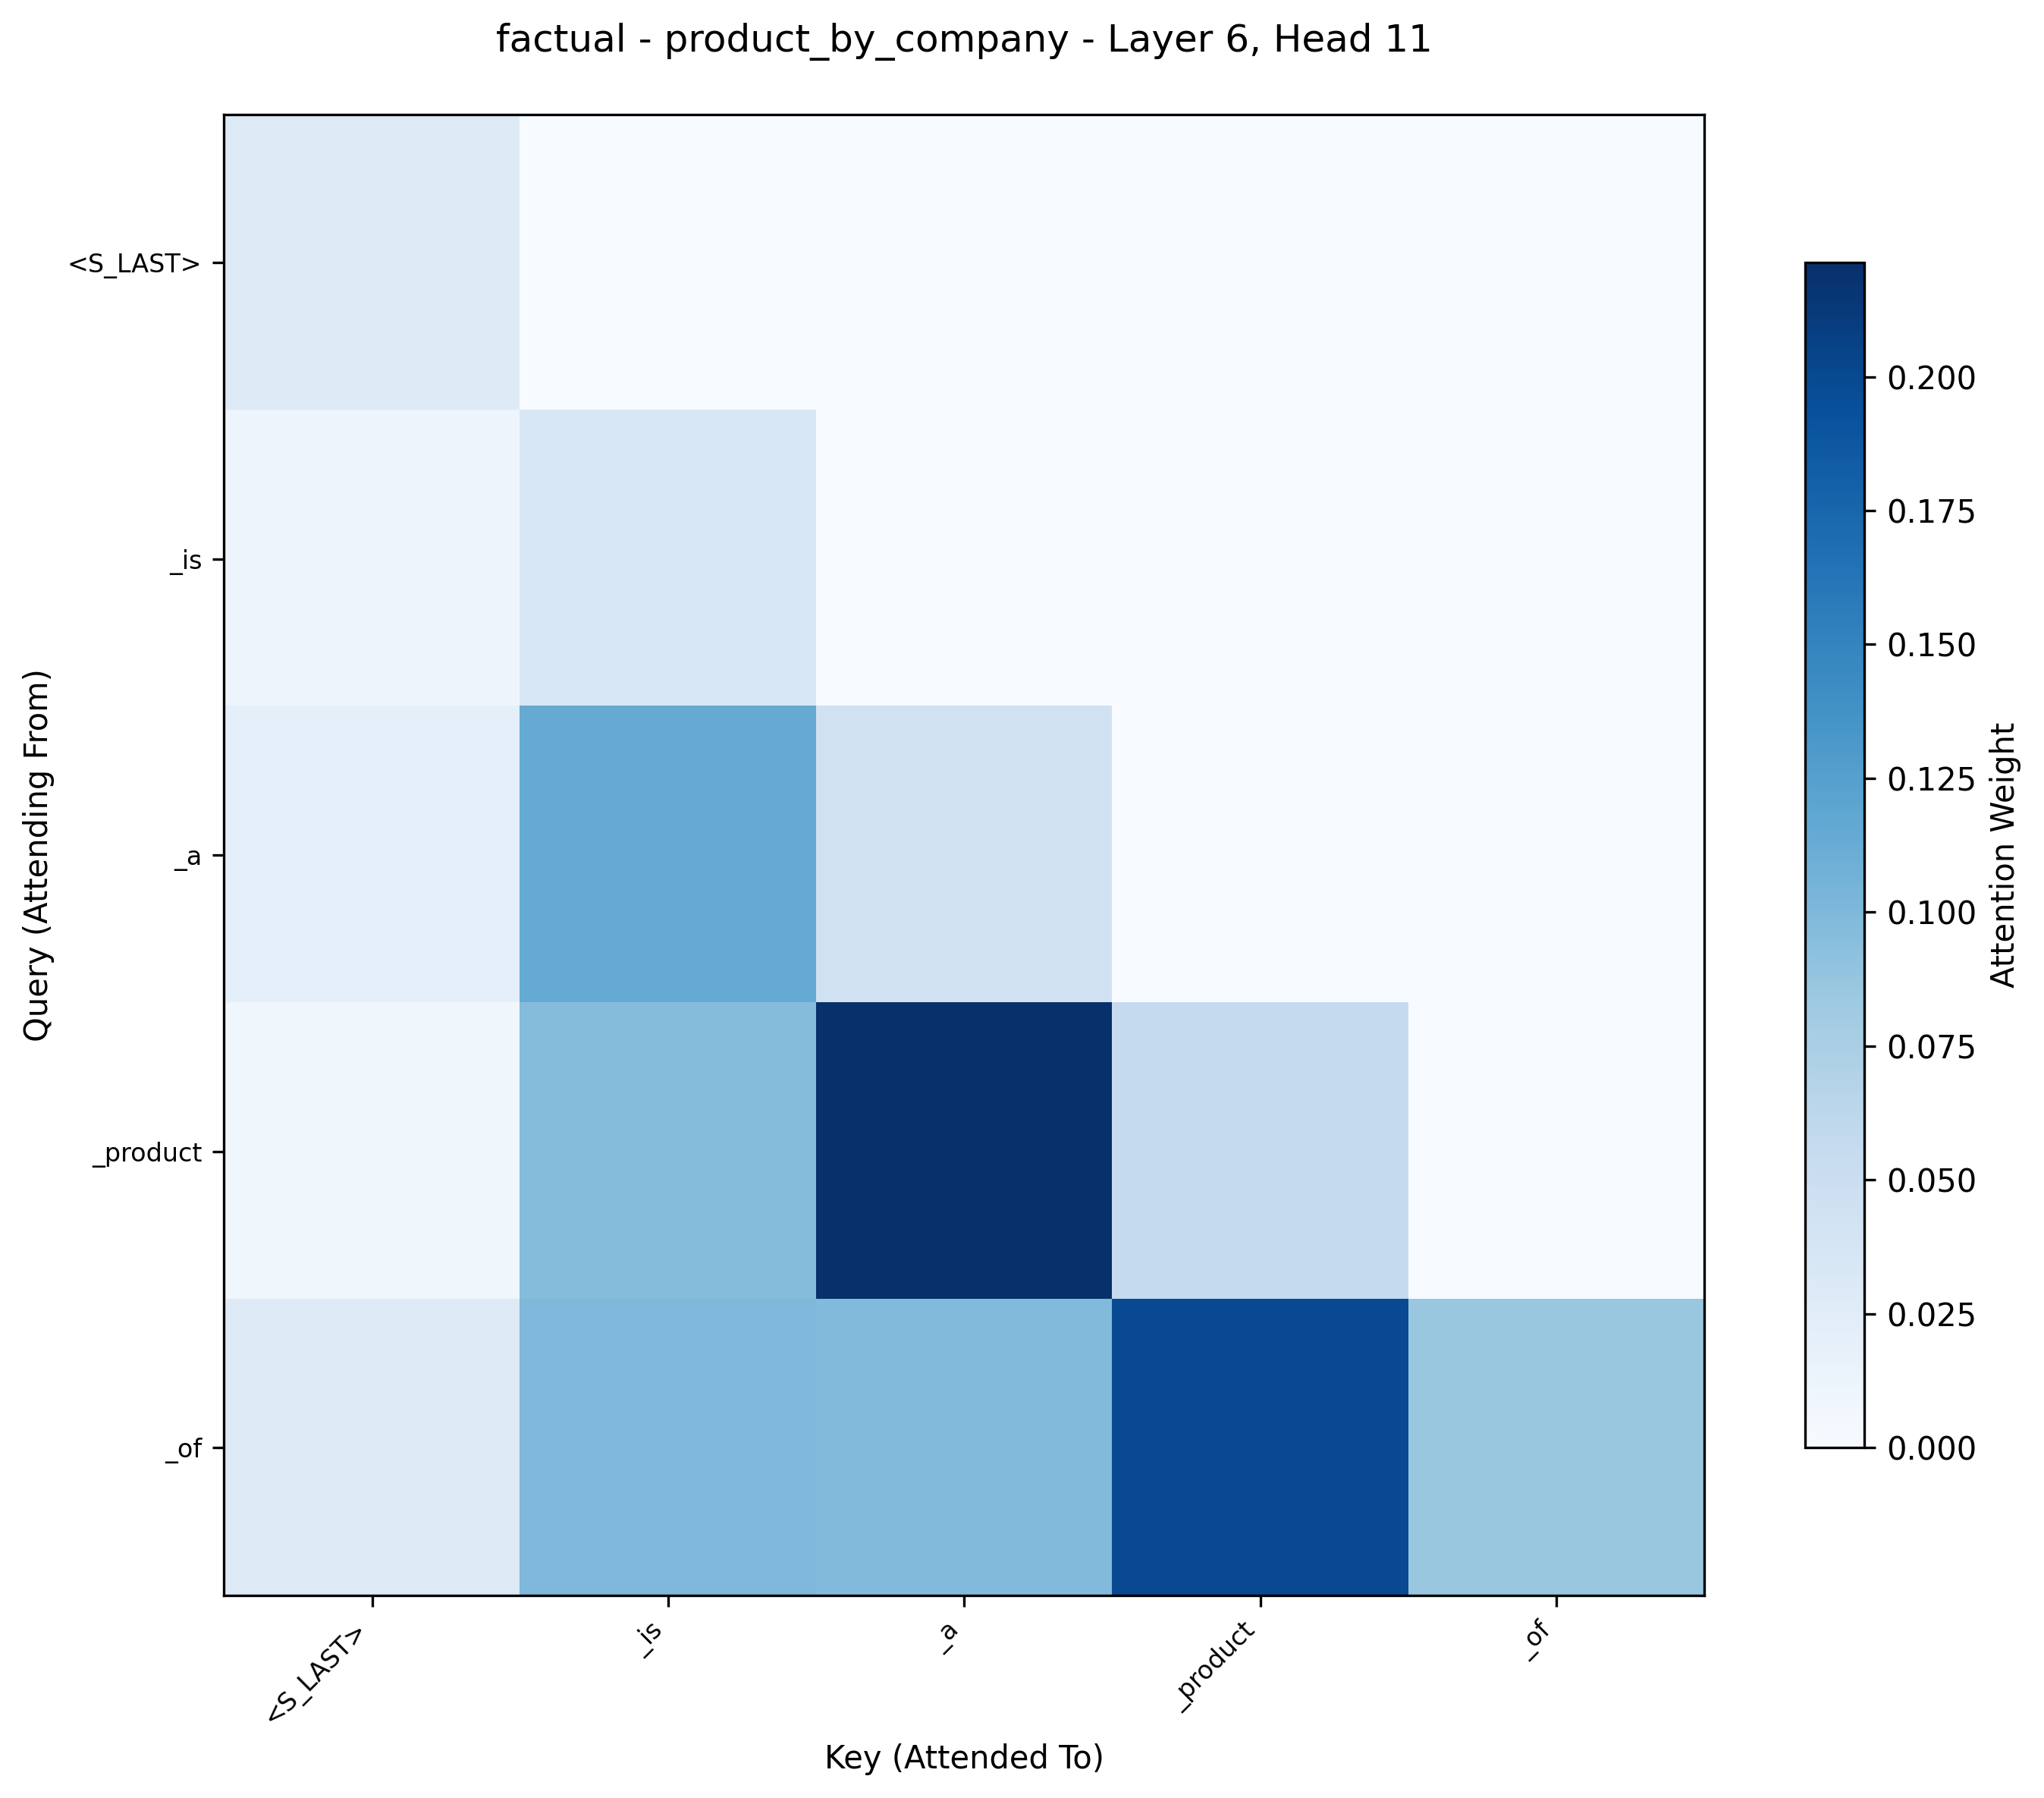 factual - product_by_company - Layer 6, Head 11
Query (Attending From)
<S_LAST>
_is
_a
_product
_of
<S_LAST>
_is
_a
_product
_of
Key (Attended To)
0.200
0.175
0.150
0.125
0.100
0.075
0.050
0.025
0.000
Attention Weight